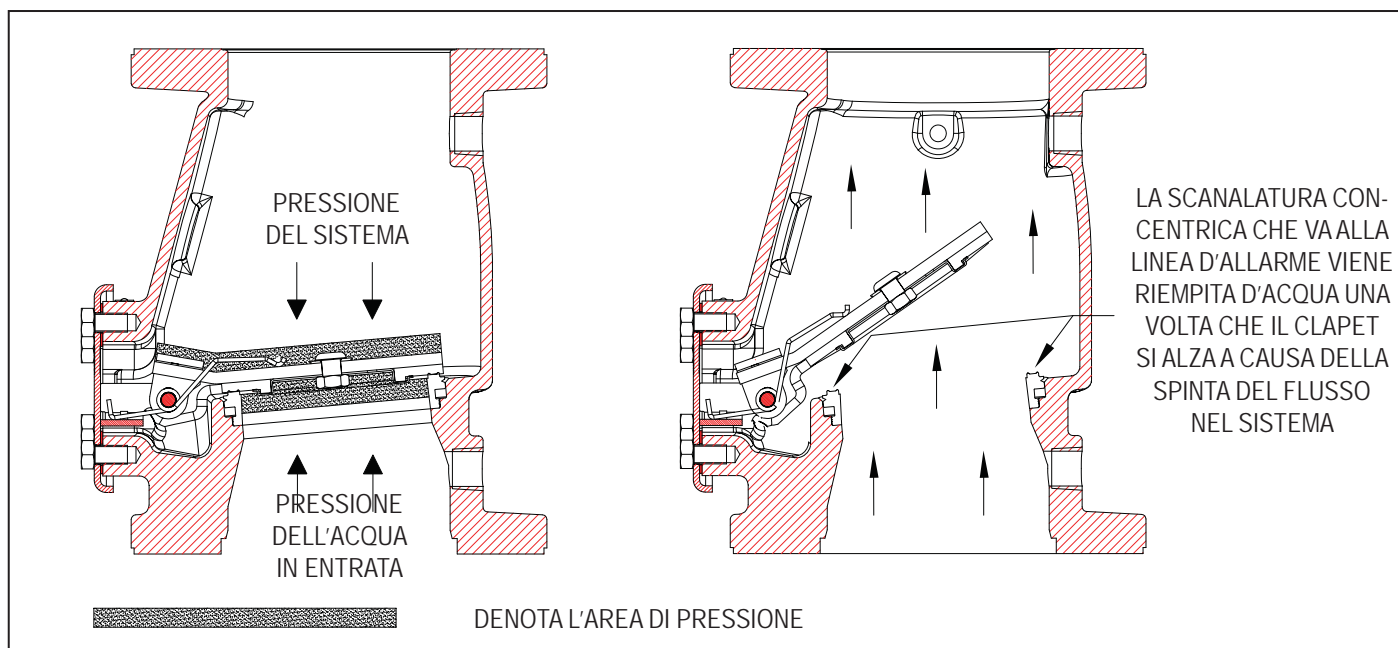 PRESSIONE
DEL SISTEMA
PRESSIONE
DELL'ACQUA
IN ENTRATA
LA SCANALATURA CON-
CENTRICA CHE VA ALLA
LINEA D'ALLARME VIENE
RIEMPITA D'ACQUA UNA
VOLTA CHE IL CLAPET
SI ALZA A CAUSA DELLA
SPINTA DEL FLUSSO
NEL SISTEMA
DENOTA L'AREA DI PRESSIONE